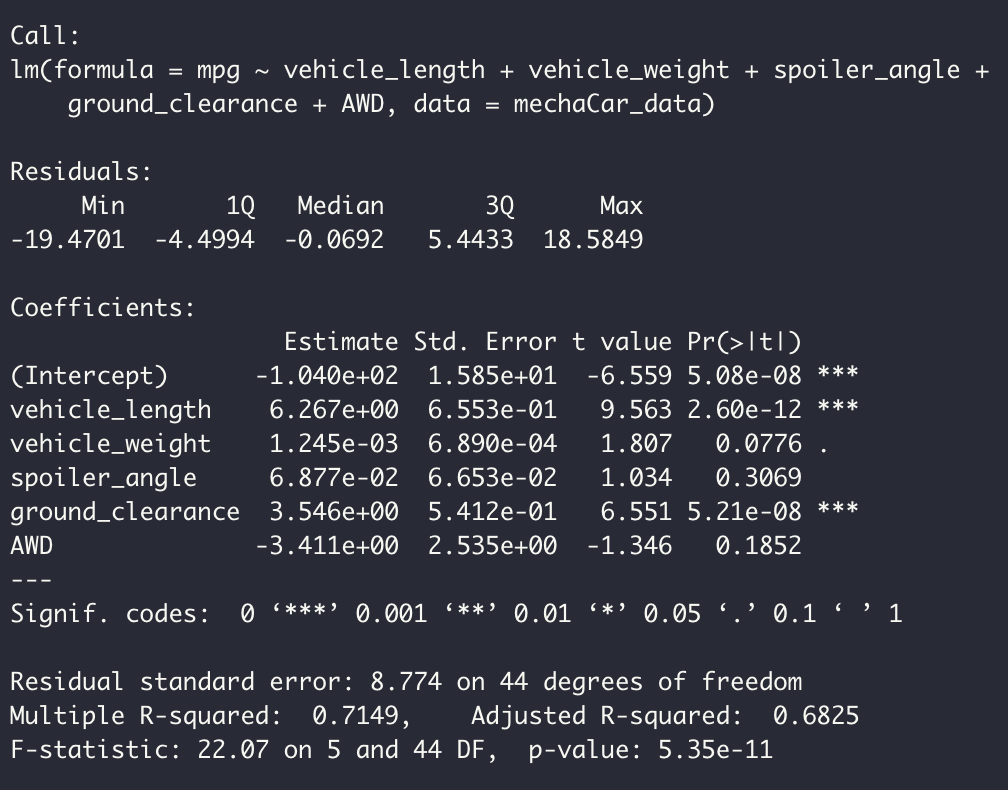 Call:
lm(formula = mpg ~ vehicle_length + vehicle_weight + spoiler_angle +
    ground_clearance + AWD, data = mechaCar_data)

Residuals:
     Min       1Q   Median       3Q      Max
-19.4701  -4.4994  -0.0692   5.4433  18.5849

Coefficients:
                   Estimate Std. Error t value Pr(>|t|)
(Intercept)      -1.040e+02  1.585e+01  -6.559 5.08e-08 ***
vehicle_length    6.267e+00  6.553e-01   9.563 2.60e-12 ***
vehicle_weight    1.245e-03  6.890e-04   1.807   0.0776 .
spoiler_angle     6.877e-02  6.653e-02   1.034   0.3069
ground_clearance  3.546e+00  5.412e-01   6.551 5.21e-08 ***
AWD              -3.411e+00  2.535e+00  -1.346   0.1852
---
Signif. codes:  0 ‘***’ 0.001 ‘**’ 0.01 ‘*’ 0.05 ‘.’ 0.1 ‘ ’ 1

Residual standard error: 8.774 on 44 degrees of freedom
Multiple R-squared:  0.7149,    Adjusted R-squared:  0.6825
F-statistic: 22.07 on 5 and 44 DF,  p-value: 5.35e-11